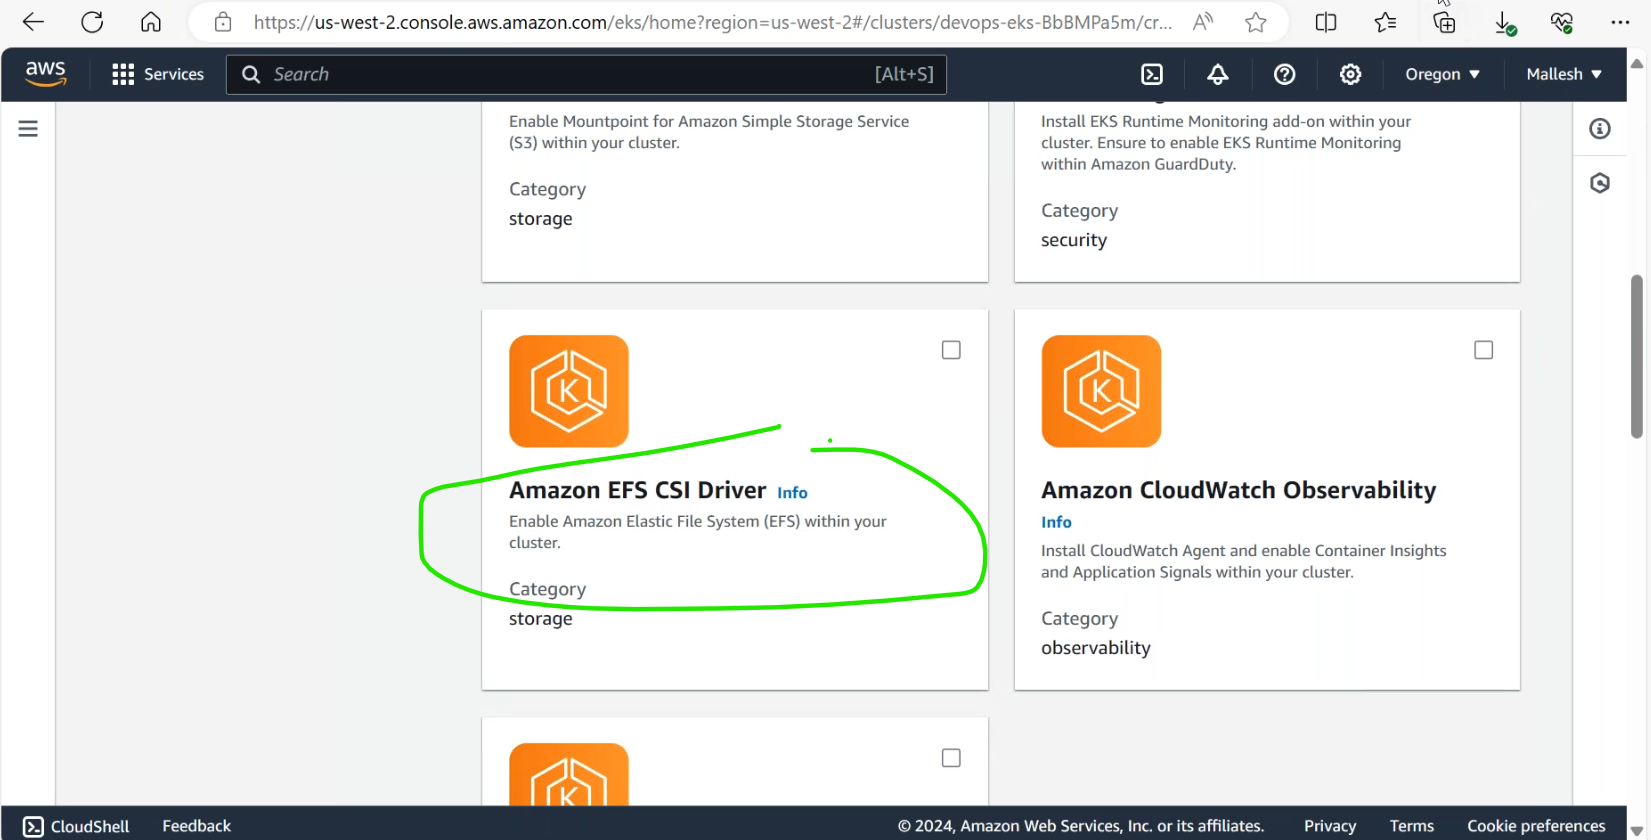 https://us-west-2.console.aws.amazon.com/eks/home?region=us-west-2#/clusters/devops-eks-BbBMPa5m/cr...
aws
Services
Search
[Alt+S]
Oregon
Mallesh
Enable Mountpoint for Amazon Simple Storage Service
(S3) within your cluster.
Category
storage
Install EKS Runtime Monitoring add-on within your
cluster. Ensure to enable EKS Runtime Monitoring
within Amazon GuardDuty.
Category
security
K
Amazon EFS CSI Driver Info
Enable Amazon Elastic File System (EFS) within your
cluster.
Category
storage
K
Amazon CloudWatch Observability
Info
Install CloudWatch Agent and enable Container Insights
and Application Signals within your cluster.
Category
observability
K
CloudShell
Feedback
© 2024, Amazon Web Services, Inc. or its affiliates.
Privacy
Terms
Cookie preferences